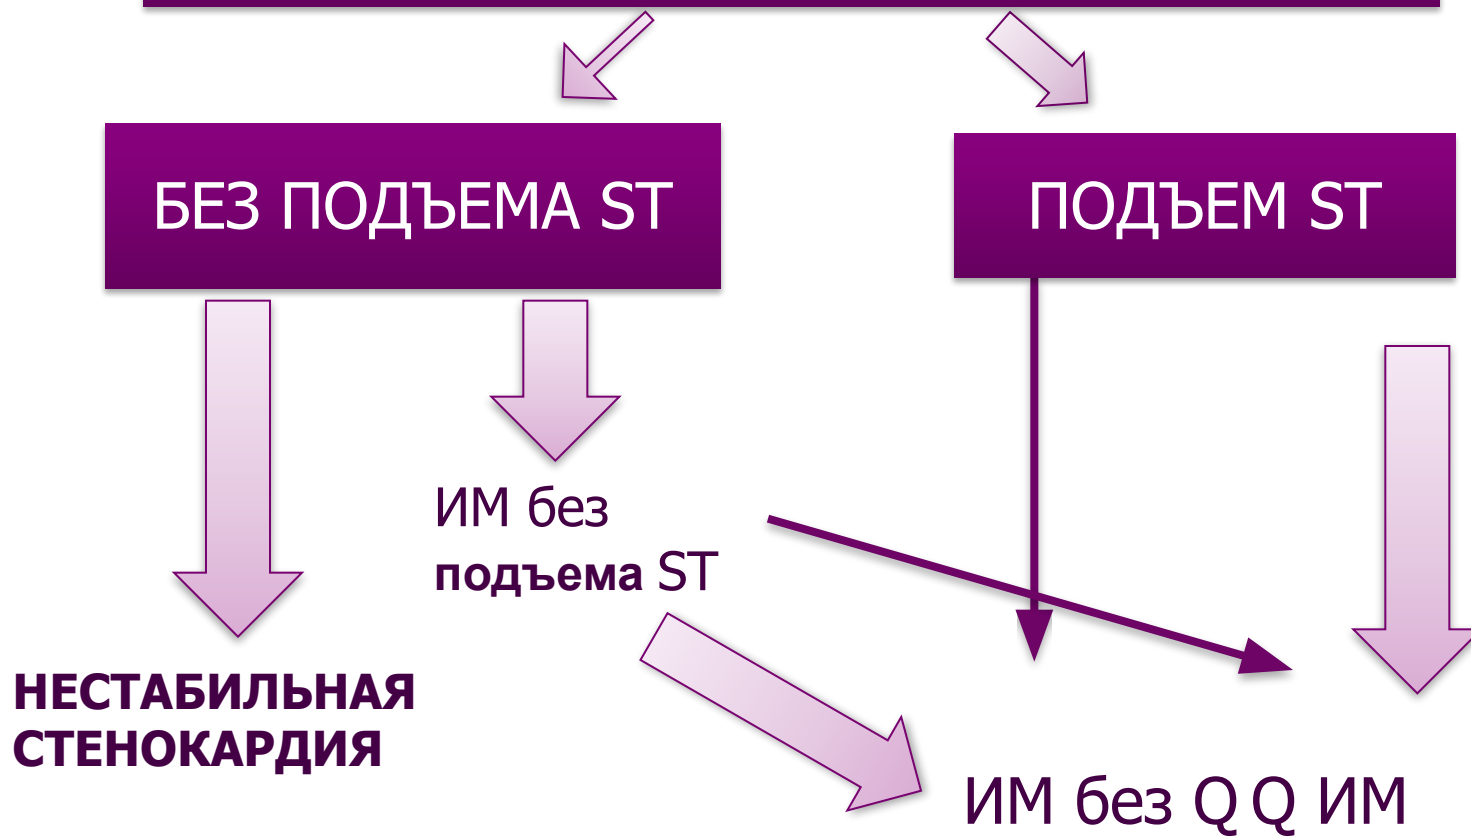 БЕЗ ПОДЪЕМА ST
ПОДЪЕМ ST
ИМ без
подъема ST
НЕСТАБИЛЬНАЯ
СТЕНОКАРДИЯ
ИМ без Q Q ИМ